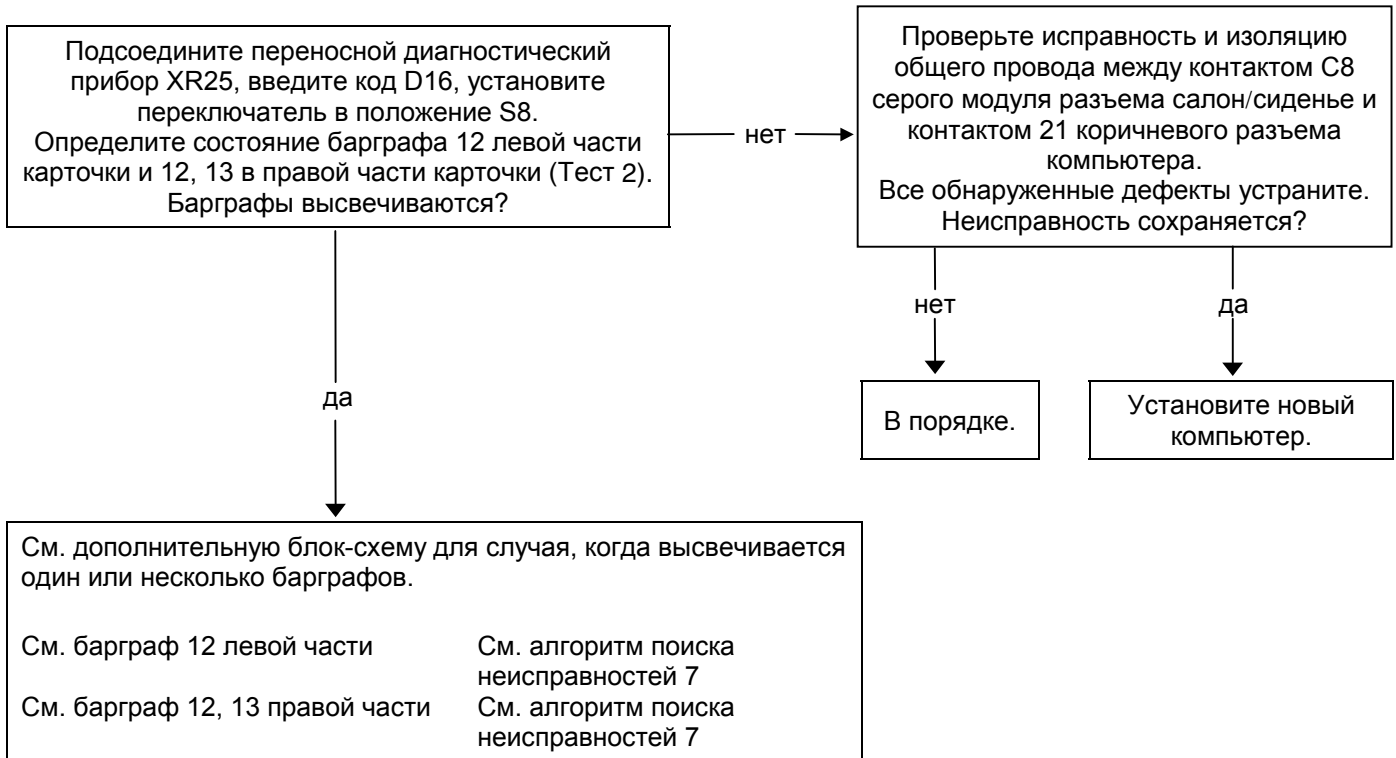 Подсоедините переносной диагностический
прибор XR25, введите код D16, установите
переключатель в положение S8.
Определите состояние барграфа 12 левой части
карточки и 12, 13 в правой части карточки (Тест 2).
Барграфы высвечиваются?
нет
Проверьте исправность и изоляцию
общего провода между контактом С8
серого модуля разъема салон/сиденье и
контактом 21 коричневого разъема
компьютера.
Все обнаруженные дефекты устраните.
Неисправность сохраняется?
нет
да
В порядке.
Установите новый
компьютер.
да
См. дополнительную блок-схему для случая, когда высвечивается
один или несколько барграфов.
См. барграф 12 левой части
См. алгоритм поиска
неисправностей 7
См. барграф 12, 13 правой части
См. алгоритм поиска
неисправностей 7